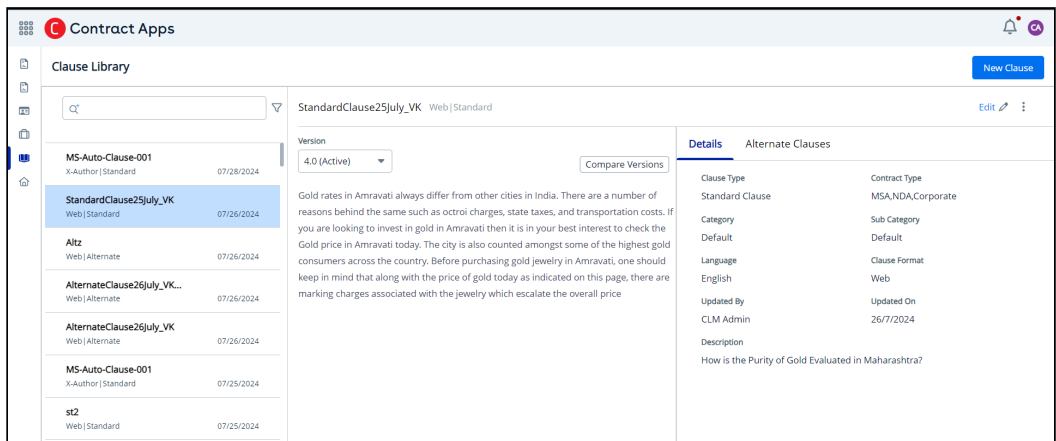 C Contract Apps
CA
Clause Library
New Clause
MS-Auto-Clause-001
X-Author|Standard 07/28/2024
StandardClause25July_VK
Web|Standard 07/26/2024
Altz
Web|Alternate 07/26/2024
AlternateClause26July_VK...
Web|Alternate 07/26/2024
AlternateClause26July_VK
Web|Alternate 07/26/2024
MS-Auto-Clause-001
X-Author|Standard 07/25/2024
st2
Web|Standard 07/25/2024
StandardClause25July_VK Web|Standard
Edit
Version
4.0 (Active)
Compare Versions
Gold rates in Amravati always differ from other cities in India. There are a number of
reasons behind the same such as octroi charges, state taxes, and transportation costs. If
you are looking to invest in gold in Amravati then it is in your best interest to check the
Gold price in Amravati today. The city is also counted amongst some of the highest gold
consumers across the country. Before purchasing gold jewelry in Amravati, one should
keep in mind that along with the price of gold today as indicated on this page, there are
marking charges associated with the jewelry which escalate the overall price
Details Alternate Clauses
Clause Type Contract Type
Standard Clause MSA,NDA,Corporate
Category Sub Category
Default Default
Language Clause Format
English Web
Updated By Updated On
CLM Admin 26/7/2024
Description
How is the Purity of Gold Evaluated in Maharashtra?